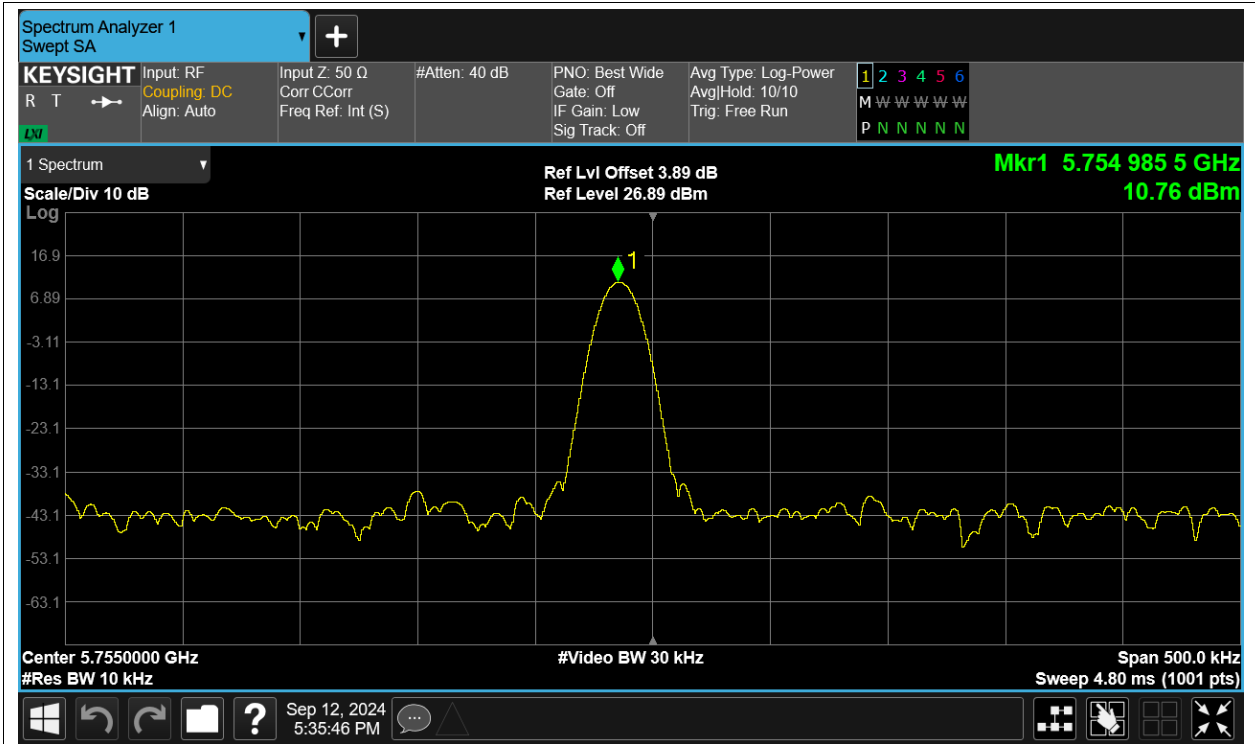 Spectrum Analyzer 1
Swept SA
KEYSIGHT
R T
LXI
Input: RF
Coupling: DC
Align: Auto
Input Z: 50 Ω
Corr CCorr
Freq Ref: Int (S)
#Atten: 40 dB
PNO: Best Wide
Gate: Off
IF Gain: Low
Sig Track: Off
Avg Type: Log-Power
Avg|Hold: 10/10
Trig: Free Run
1 2 3 4 5 6
M W W W W W
P N N N N N
1 Spectrum
Scale/Div 10 dB
Log
Ref Lvl Offset 3.89 dB
Ref Level 26.89 dBm
Mkr1 5.754 985 5 GHz
10.76 dBm
1
16.9
6.89
-3.11
-13.1
-23.1
-33.1
-43.1
-53.1
-63.1
Center 5.7550000 GHz
#Res BW 10 kHz
#Video BW 30 kHz
Span 500.0 kHz
Sweep 4.80 ms (1001 pts)
?
Sep 12, 2024
5:35:46 PM